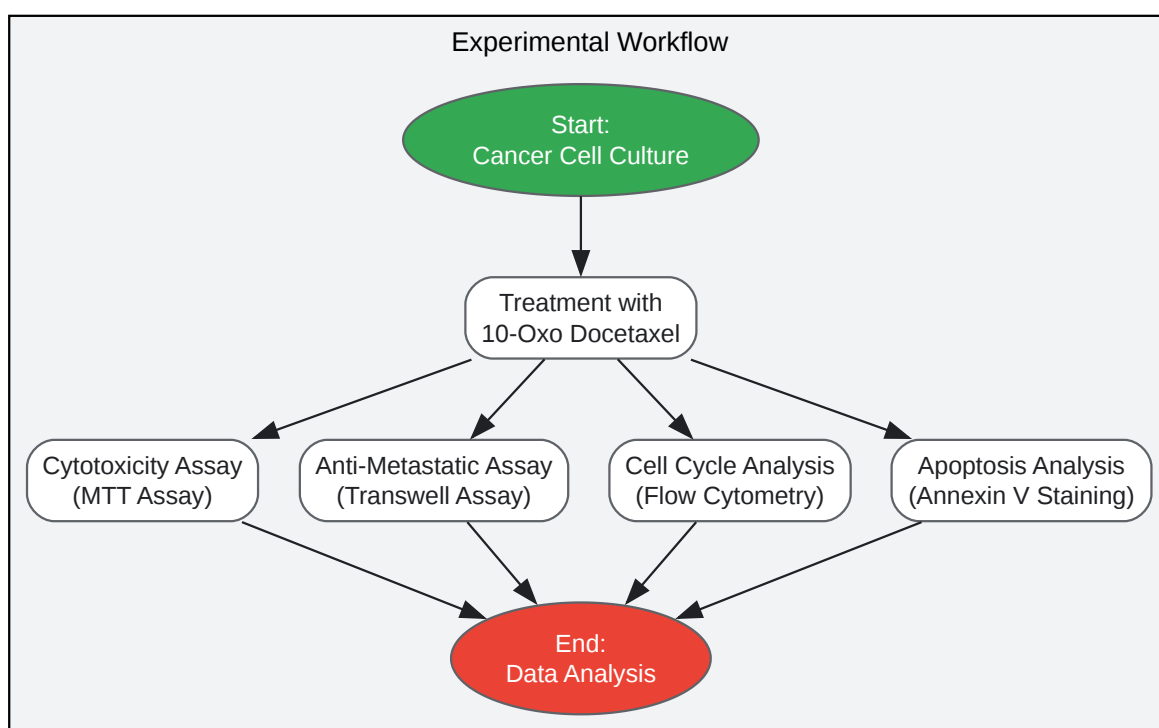 Experimental Workflow
Start:
Cancer Cell Culture
Treatment with
10-Oxo Docetaxel
Cytotoxicity Assay
(MTT Assay)
Anti-Metastatic Assay
(Transwell Assay)
Cell Cycle Analysis
(Flow Cytometry)
Apoptosis Analysis
(Annexin V Staining)
End:
Data Analysis